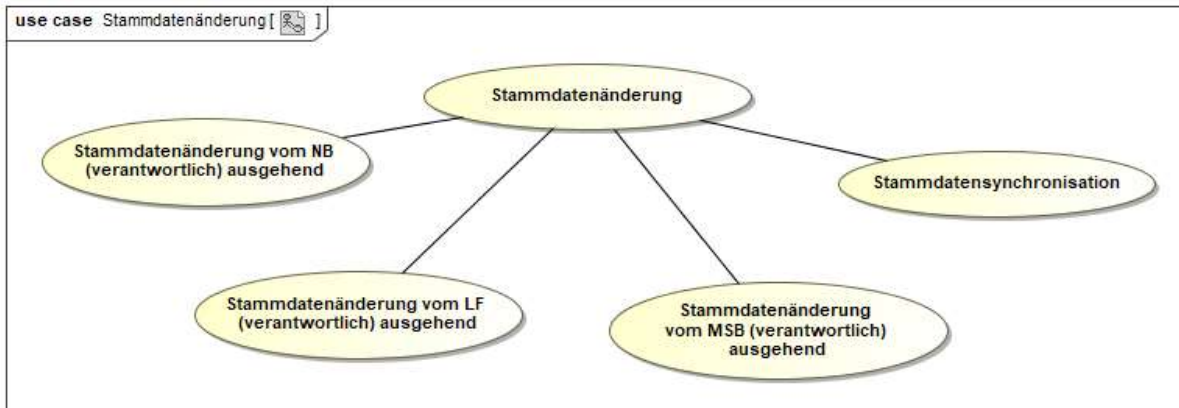 use case Stammdatenänderung [ ]
Stammdatenänderung
Stammdatenänderung vom NB
(verantwortlich) ausgehend
Stammdatensynchronisation
Stammdatenänderung vom LF
(verantwortlich) ausgehend
Stammdatenänderung
vom MSB (verantwortlich)
ausgehend